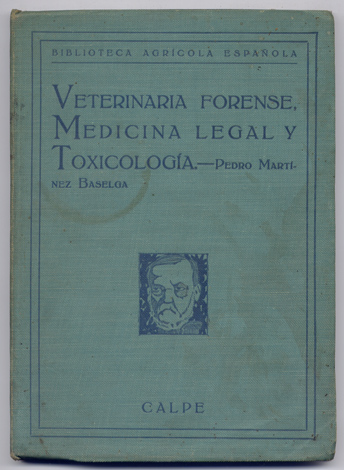 BIBLIOTECA AGRÍCOLA ESPAÑOLA
VETERINARIA FORENSE,
MEDICINA LEGAL Y
TOXICOLOGÍA.—PEDRO MARTÍ-
NEZ BASELGA
CALPE